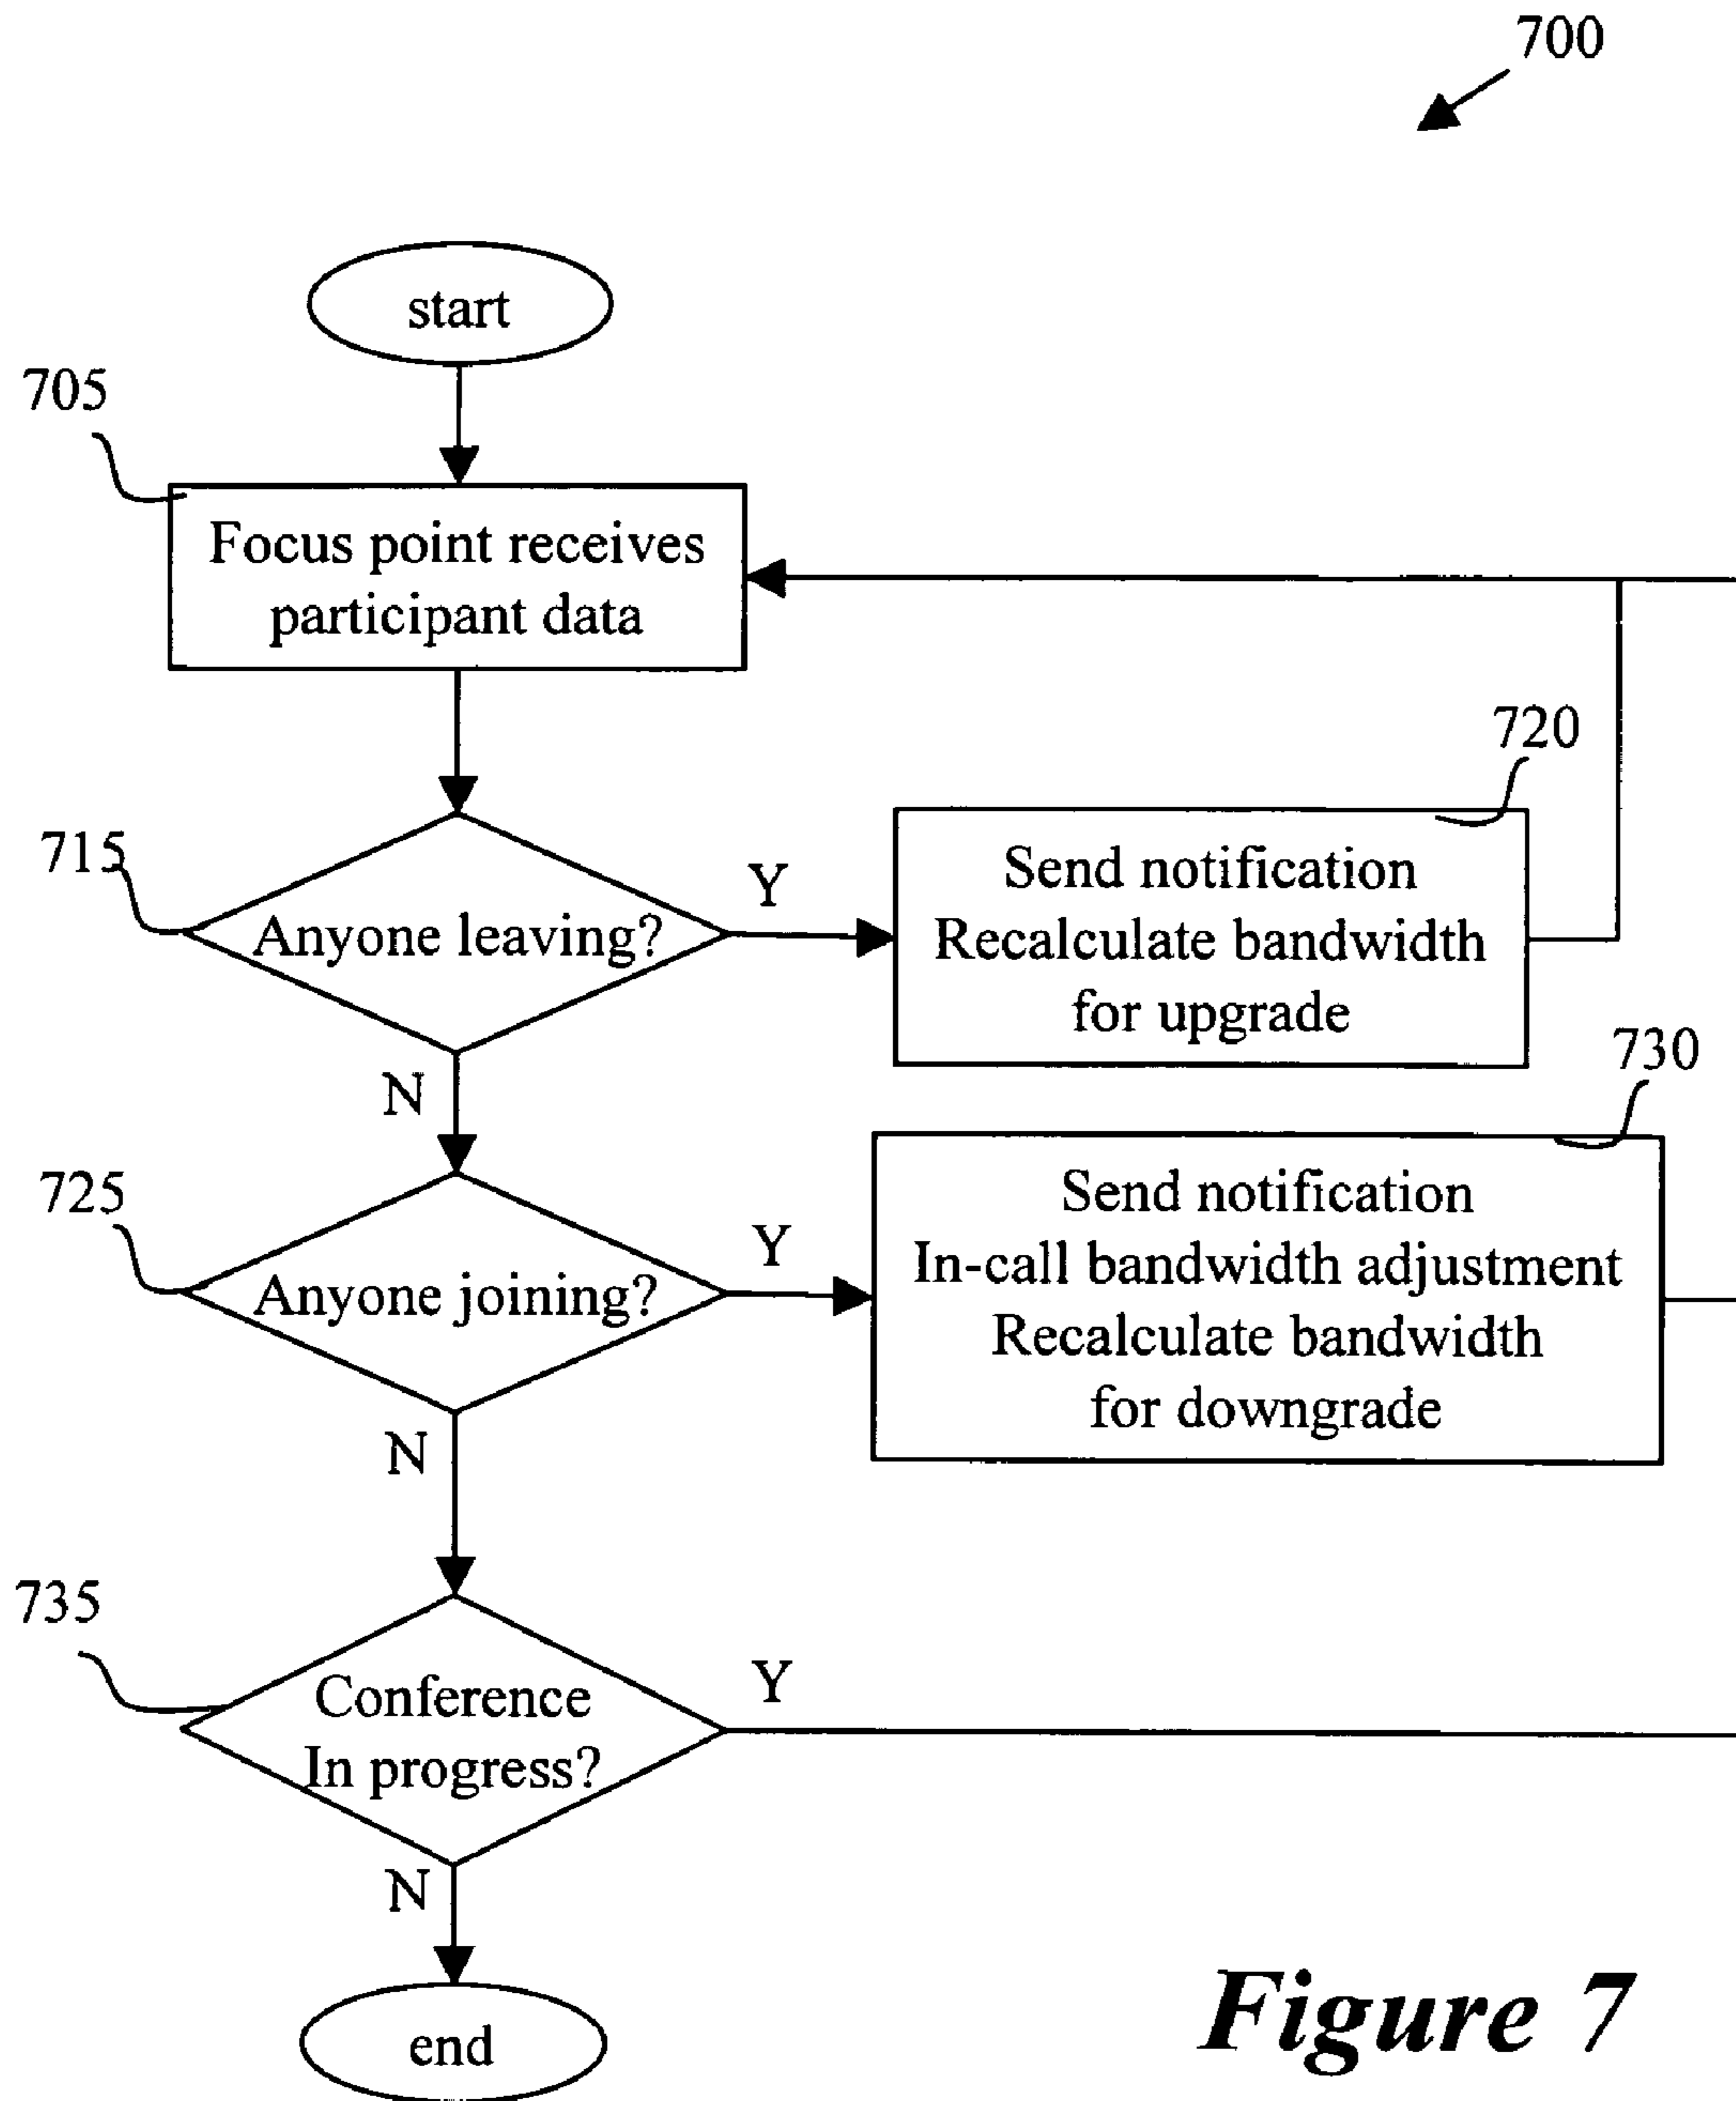 700
start
705
Focus point receives
participant data
720
715
Y
Send notification
Recalculate bandwidth
for upgrade
Anyone leaving?
N
730
725
Y
Send notification
In-call bandwidth adjustment
Recalculate bandwidth
for downgrade
Anyone joining?
N
735
Y
Conference
In progress?
N
end
Figure 7